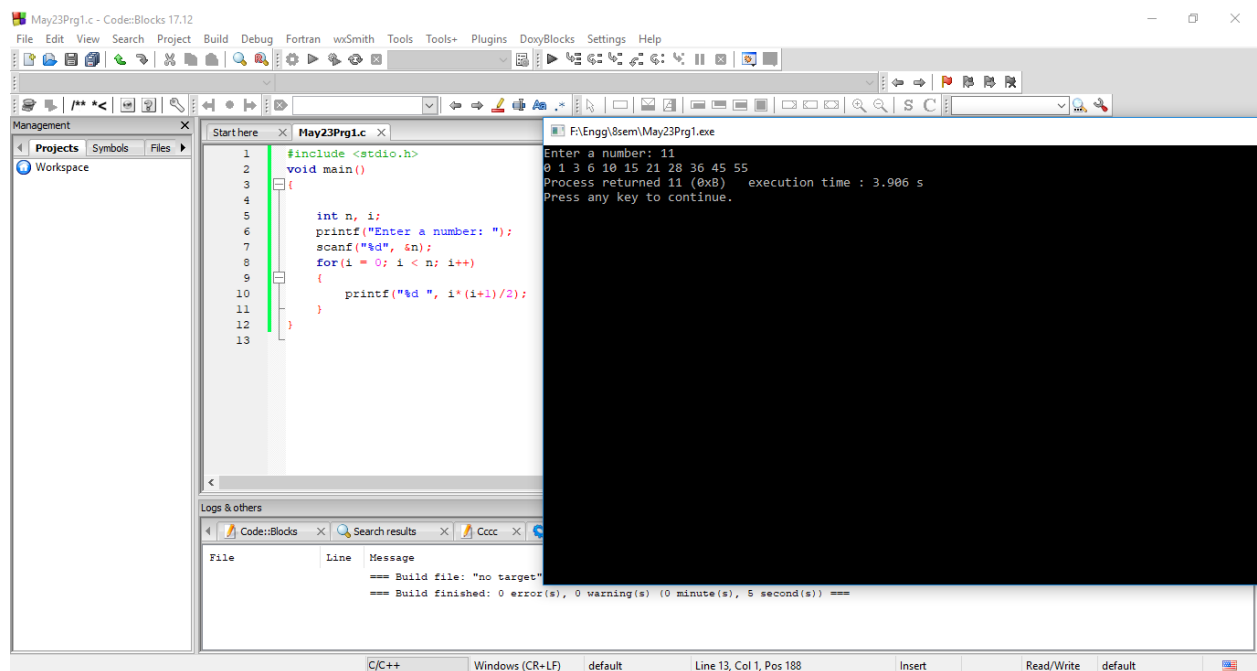 May23Prg1.c - Code::Blocks 17.12
File Edit View Search Project Build Debug Fortran wxSmith Tools Tools+ Plugins DoxyBlocks Settings Help
/** *<
S C
Management
Projects Symbols Files
Workspace
Start here May23Prg1.c
1 #include <stdio.h>
2 void main()
3 {
4
5 int n, i;
6 printf("Enter a number: ");
7 scanf("%d", &n);
8 for(i = 0; i < n; i++)
9 {
10 printf("%d ", i*(i+1)/2);
11 }
12 }
13
F:\Engg\8sem\May23Prg1.exe
Enter a number: 11
0 1 3 6 10 15 21 28 36 45 55
Process returned 11 (0xB) execution time : 3.906 s
Press any key to continue.
Logs & others
Code::Blocks Search results Cccc
File Line Message
=== Build file: "no target"
=== Build finished: 0 error(s), 0 warning(s) (0 minute(s), 5 second(s)) ===
C/C++ Windows (CR+LF) default Line 13, Col 1, Pos 188 Insert Read/Write default